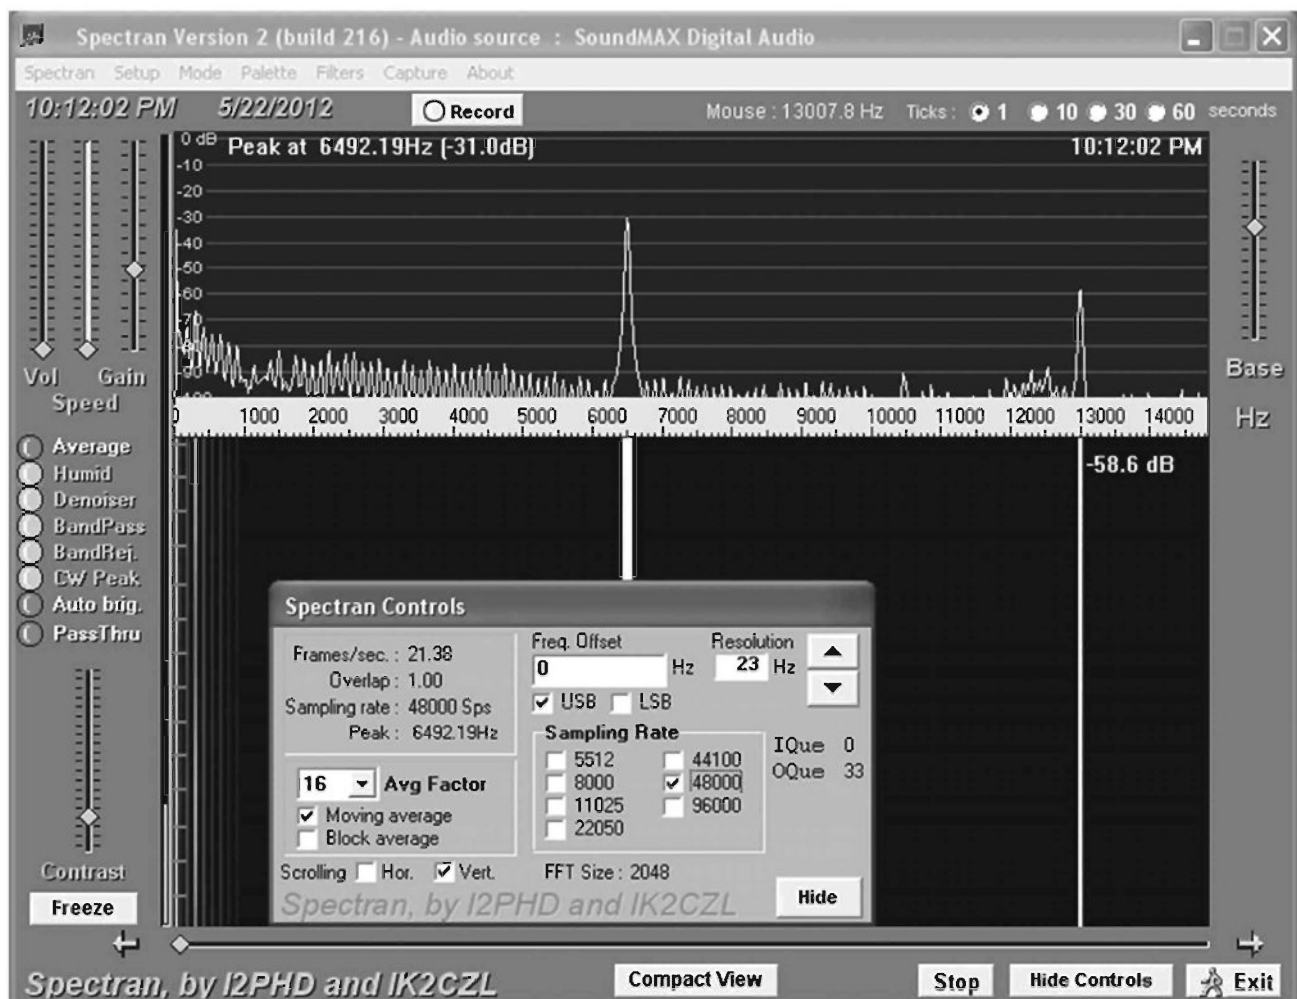 Spectran Version 2 (build 216) - Audio source : SoundMAX Digital Audio
Spectran Setup Mode Palette Filters Capture About
10:12:02 PM 5/22/2012 Record Mouse : 13007.8 Hz Ticks : 1 10 30 60 seconds
0 dB Peak at 6492.19Hz (-31.0dB) 10:12:02 PM
-10
-20
-30
-40
-50
-60
-70
-80
-90
-100
Vol Gain
Speed
Base
0 1000 2000 3000 4000 5000 6000 7000 8000 9000 10000 11000 12000 13000 14000 Hz
-58.6 dB
Average
Humid
Denoiser
BandPass
BandRej.
CW Peak
Auto brig.
PassThru
Contrast
Freeze
Spectran Controls
Frames/sec. : 21.38
Overlap : 1.00
Sampling rate : 48000 Sps
Peak : 6492.19Hz
Freq. Offset
0 Hz
Resolution
23 Hz
USB LSB
16 Avg Factor
Moving average
Block average
Sampling Rate
5512 44100
8000 48000
11025 96000
22050
IQue 0
OQue 33
Scrolling Hor. Vert. FFT Size : 2048
Spectran, by I2PHD and IK2CZL
Hide
Spectran, by I2PHD and IK2CZL Compact View Stop Hide Controls Exit